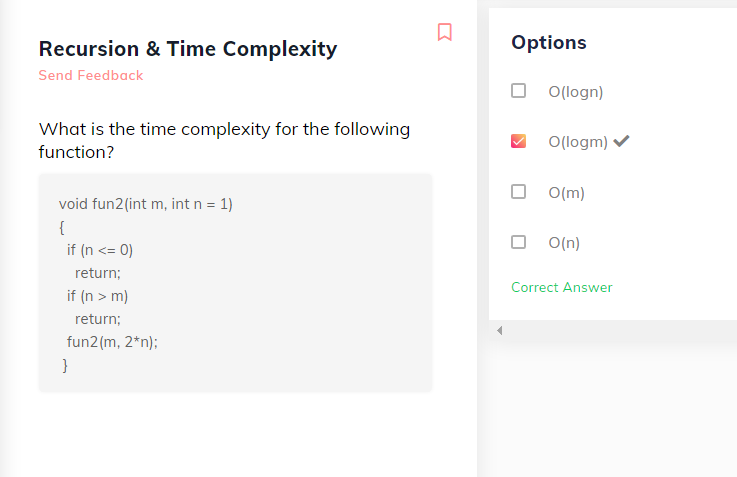 Recursion & Time Complexity
Send Feedback
What is the time complexity for the following
function?
void fun2(int m, int n = 1)
{
if (n <= 0)
return;
if (n > m)
return;
fun2(m, 2*n);
}
Options
O(logn)
O(logm)
O(m)
O(n)
Correct Answer